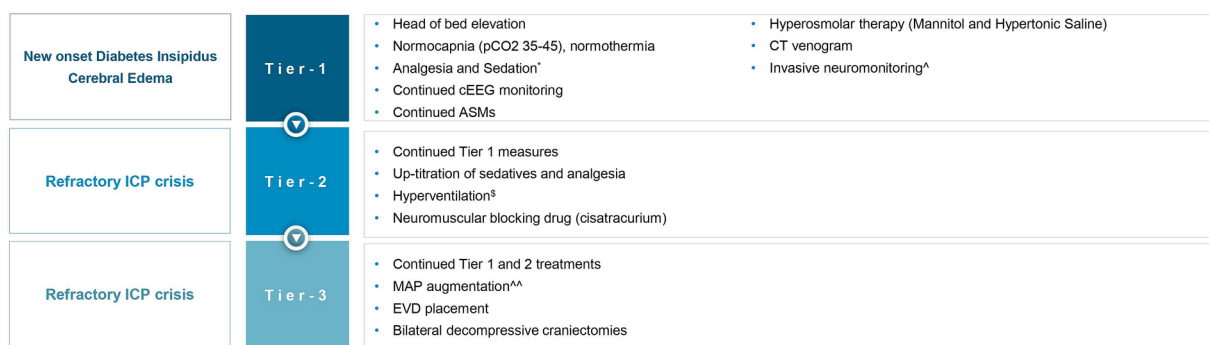 New onset Diabetes Insipidus
Cerebral Edema
Tier-1
• Head of bed elevation
• Normocapnia (pCO2 35-45), normothermia
• Analgesia and Sedation*
• Continued cEEG monitoring
• Continued ASMs
• Hyperosmolar therapy (Mannitol and Hypertonic Saline)
• CT venogram
• Invasive neuromonitoring^
Refractory ICP crisis
Tier-2
• Continued Tier 1 measures
• Up-titration of sedatives and analgesia
• Hyperventilation$
• Neuromuscular blocking drug (cisatracurium)
Refractory ICP crisis
Tier-3
• Continued Tier 1 and 2 treatments
• MAP augmentation^^
• EVD placement
• Bilateral decompressive craniectomies